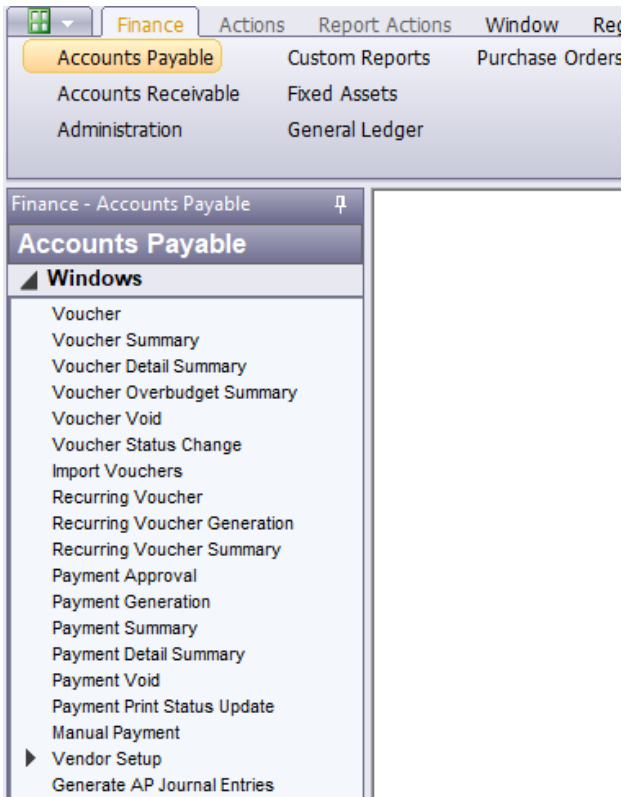 Finance Actions Report Actions Window
Accounts Payable Custom Reports Purchase Orders
Accounts Receivable Fixed Assets
Administration General Ledger
Finance - Accounts Payable
Accounts Payable
Windows
Voucher
Voucher Summary
Voucher Detail Summary
Voucher Overbudget Summary
Voucher Void
Voucher Status Change
Import Vouchers
Recurring Voucher
Recurring Voucher Generation
Recurring Voucher Summary
Payment Approval
Payment Generation
Payment Summary
Payment Detail Summary
Payment Void
Payment Print Status Update
Manual Payment
Vendor Setup
Generate AP Journal Entries